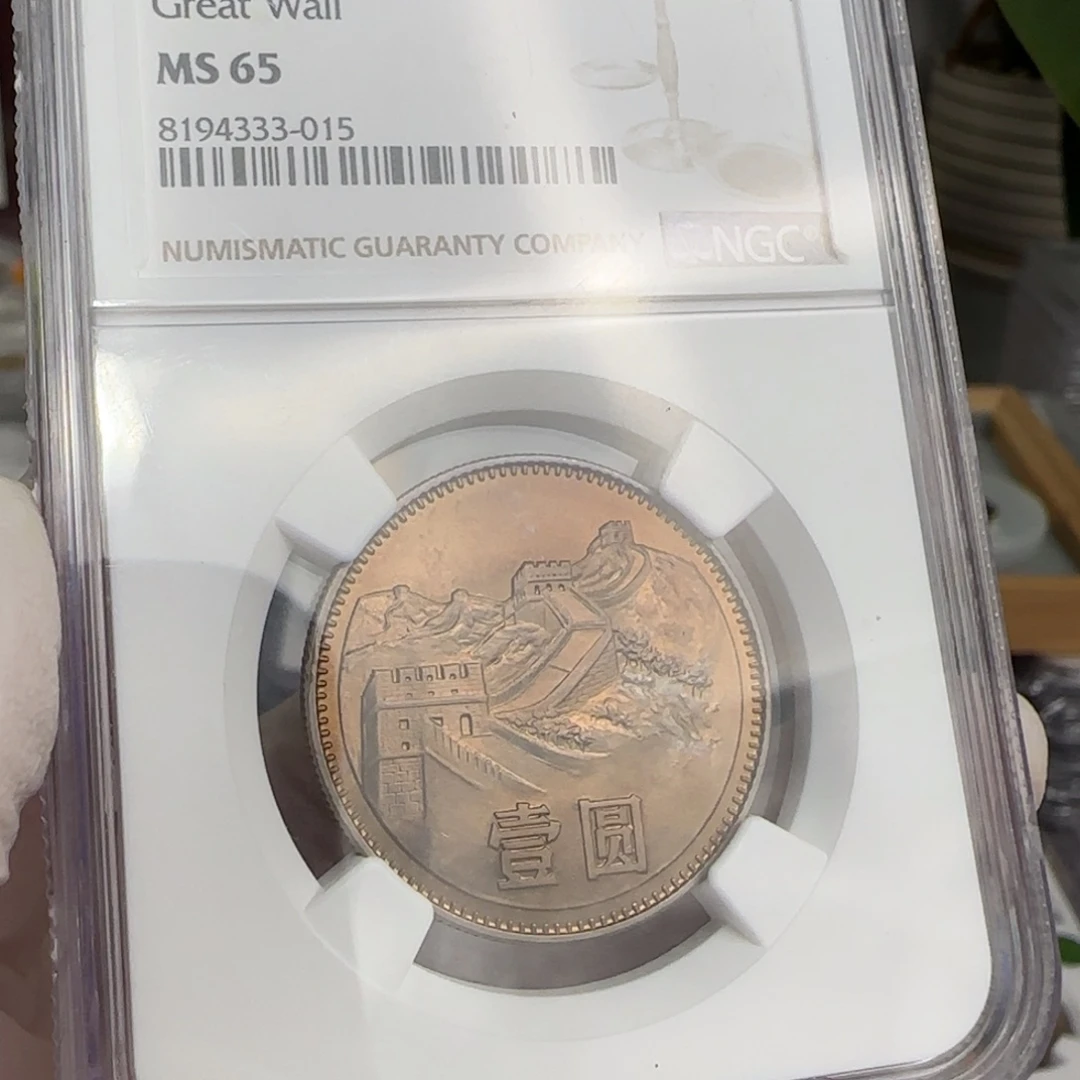 Great Wall
MS 65
8194333-015
NUMISMATIC GUARANTY COMPANY NGC®
壹圆